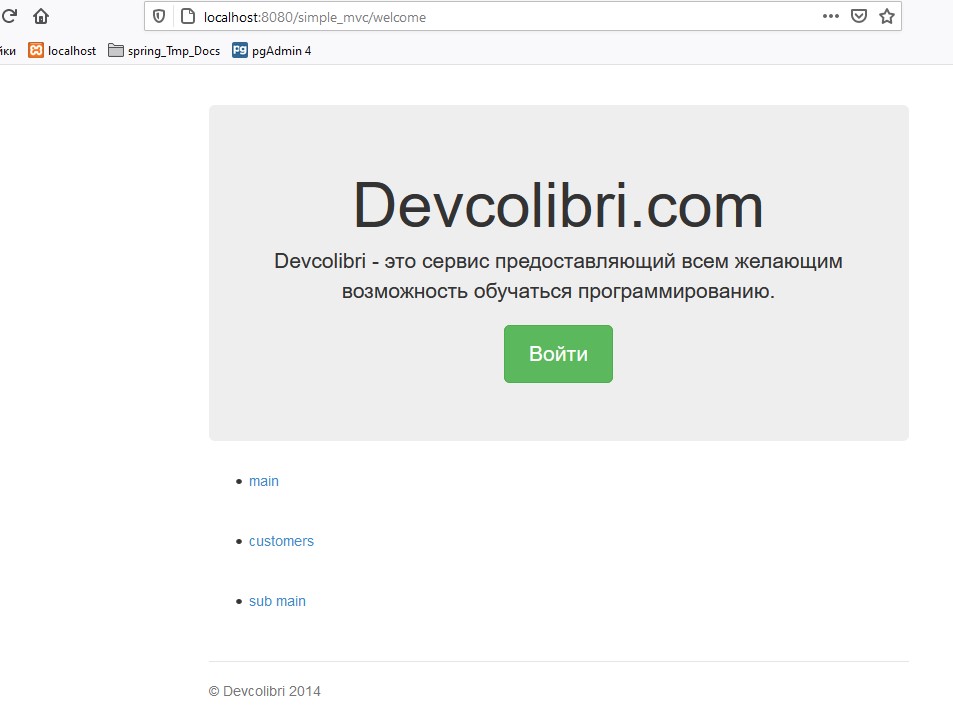 localhost:8080/simple_mvc/welcome
йки localhost spring_Tmp_Docs pgAdmin 4
Devcolibri.com
Devcolibri - это сервис предоставляющий всем желающим
возможность обучаться программированию.
Войти
main
customers
sub main
© Devcolibri 2014